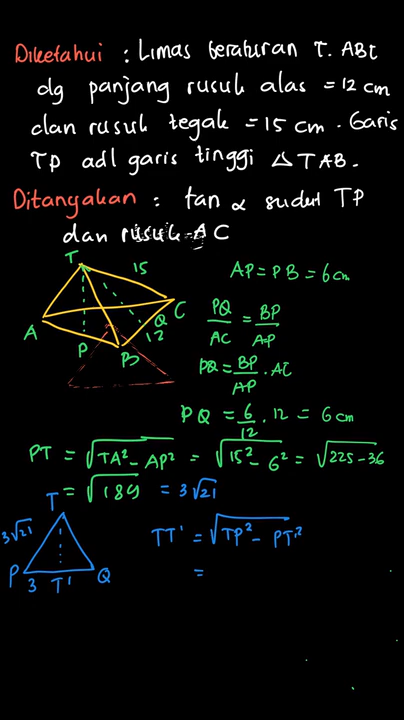 Diketahui : Limas beraturan T. ABC
dg panjang rusuk alas = 12 cm
dan rusuk tegak = 15 cm. Garis
TP adl garis tinggi △ TAB.
Ditanyakan : tan α sudut TP
dan rusuk AC
T
15
A
P
B
12
Q
C
AP = PB = 6 cm
PQ/AC = BP/AP
PQ = BP/AP . AC
PQ = 6/12 . 12 = 6 cm
PT = √TA² - AP² = √15² - 6² = √225 - 36
= √189 = 3√21
T
3√21
P 3 T' Q
TT' = √TP² - PT'²
=